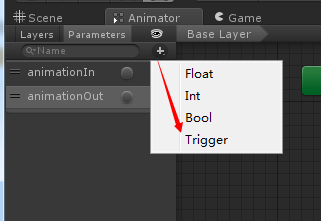 Scene Animator Game
Layers Parameters Base Layer
Name
animationIn
animationOut
Float
Int
Bool
Trigger